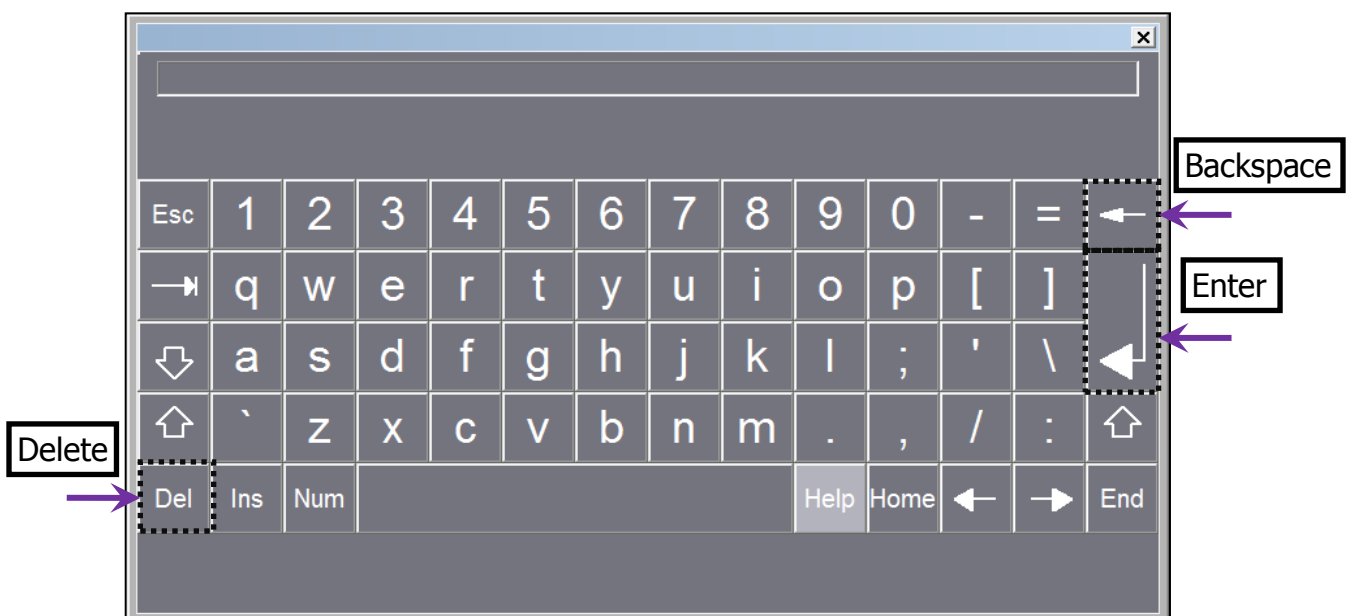 Backspace
Esc 1 2 3 4 5 6 7 8 9 0 - =
q w e r t y u i o p [ ]
Enter
a s d f g h j k l ; ' \
` z x c v b n m . , / :
Delete
Del Ins Num Help Home End